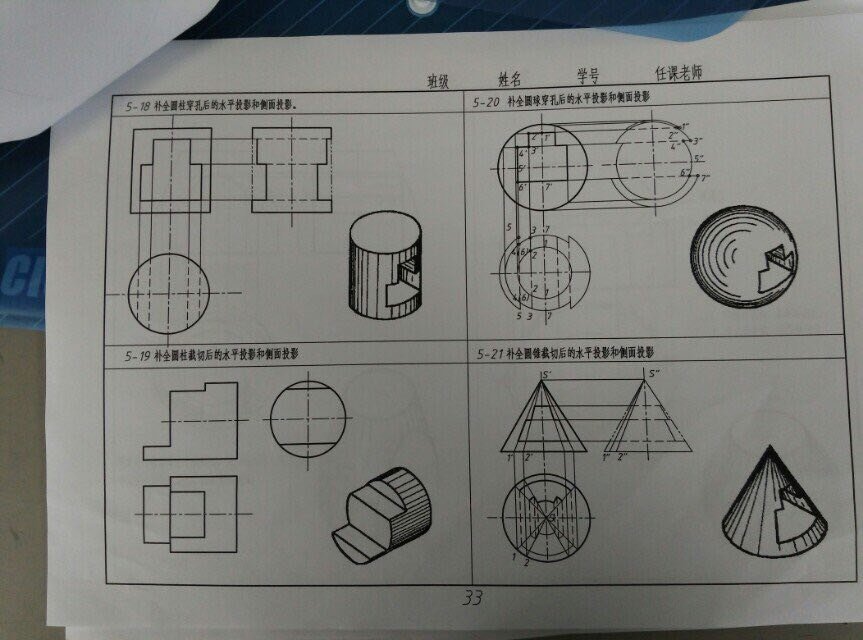 班级 姓名 学号 任课老师
5-18 补全圆柱穿孔后的水平投影和侧面投影。
5-20 补全圆球穿孔后的水平投影和侧面投影
2' 1'
4' 3'
5'
6' 7'
1"
2" 3"
4"
5"
6" 7"
5 3 7
4 6 2
2
4 6 1
5 3 7
5-19 补全圆柱截切后的水平投影和侧面投影
5-21 补全圆锥截切后的水平投影和侧面投影
S' S"
1' 2' 1" 2"
1 2
33